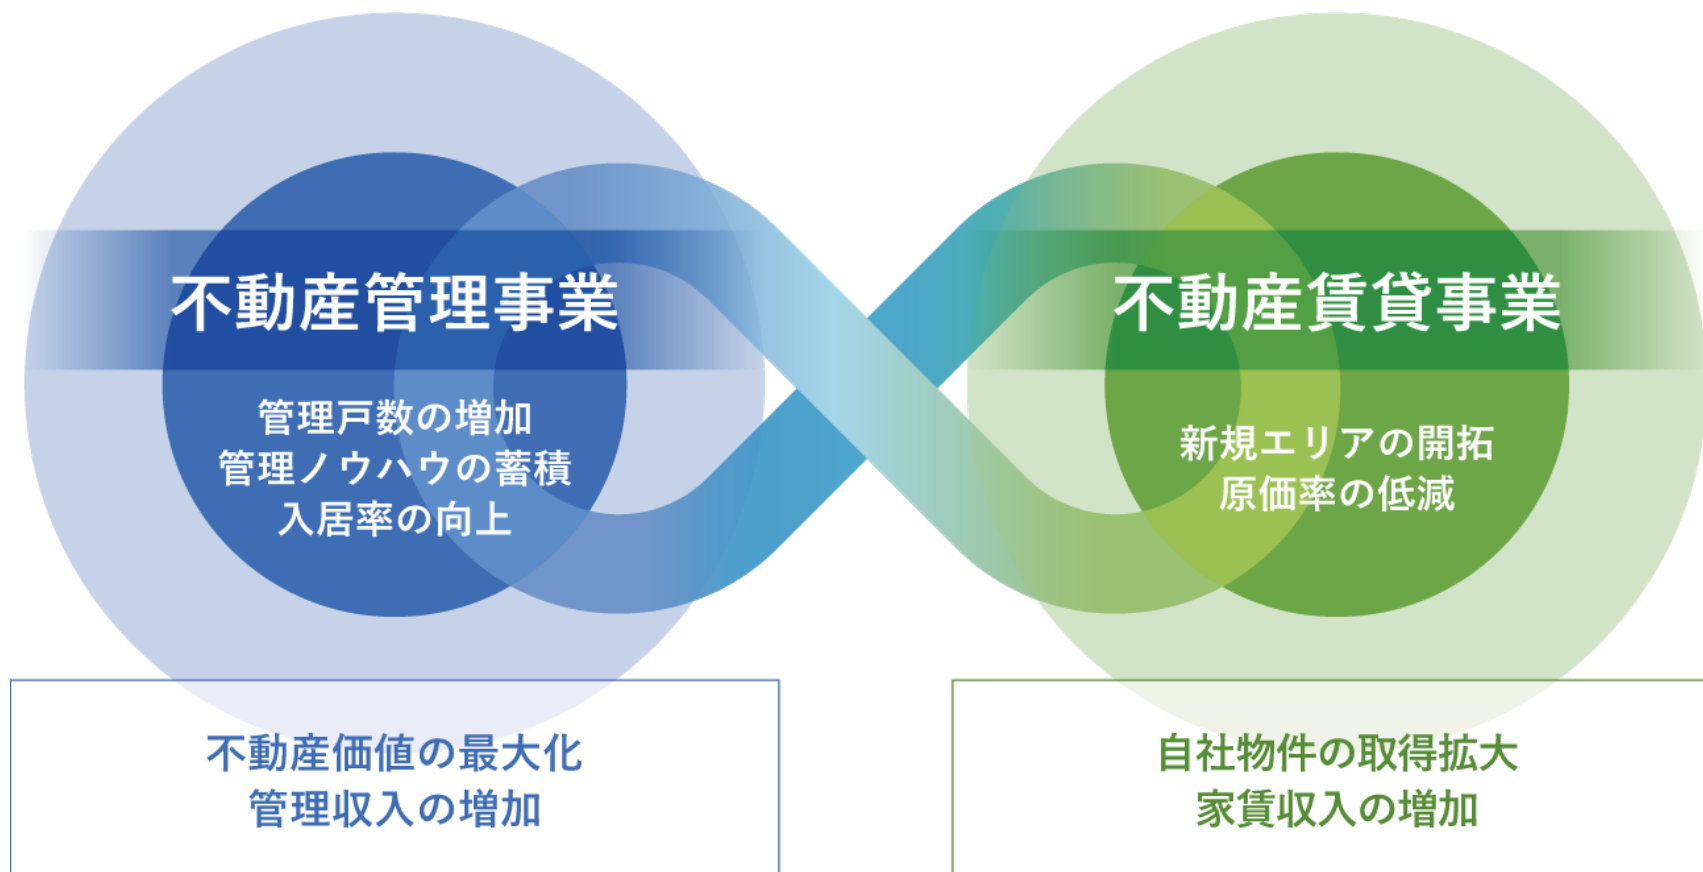 不動産管理事業
管理戸数の増加
管理ノウハウの蓄積
入居率の向上
不動産価値の最大化
管理収入の増加
不動産賃貸事業
新規エリアの開拓
原価率の低減
自社物件の取得拡大
家賃収入の増加